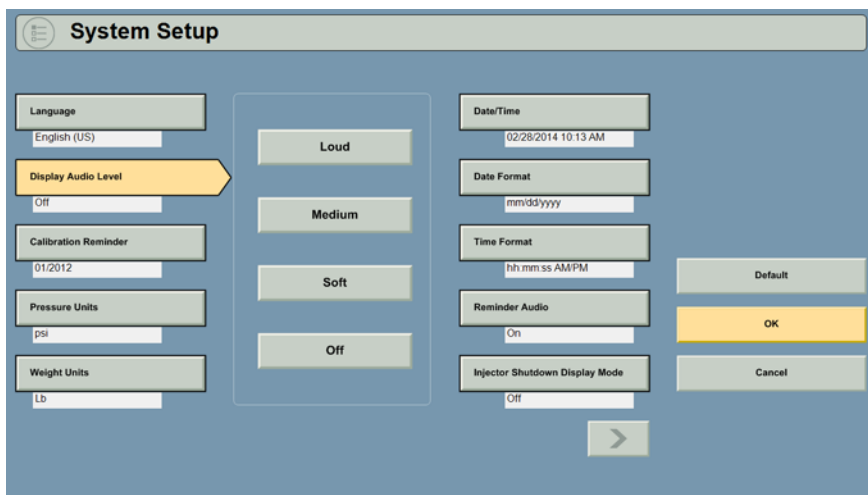 System Setup
Language
English (US)
Display Audio Level
Off
Calibration Reminder
01/2012
Pressure Units
psi
Weight Units
Lb
Loud
Medium
Soft
Off
Date/Time
02/28/2014 10:13 AM
Date Format
mm/dd/yyyy
Time Format
hh:mm:ss AM/PM
Reminder Audio
On
Injector Shutdown Display Mode
Off
Default
OK
Cancel